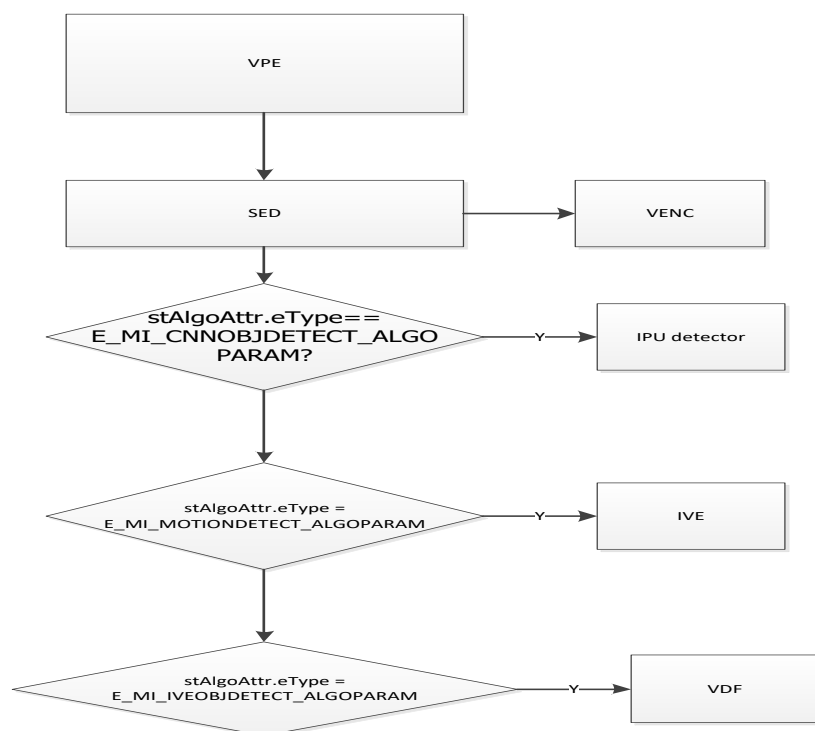 VPE
SED
VENC
stAlgoAttr.eType==
E_MI_CNNOBJDETECT_ALGO
PARAM?
Y
IPU detector
stAlgoAttr.eType =
E_MI_MOTIONDETECT_ALGOPARAM
Y
IVE
stAlgoAttr.eType =
E_MI_IVEOBJDETECT_ALGOPARAM
Y
VDF